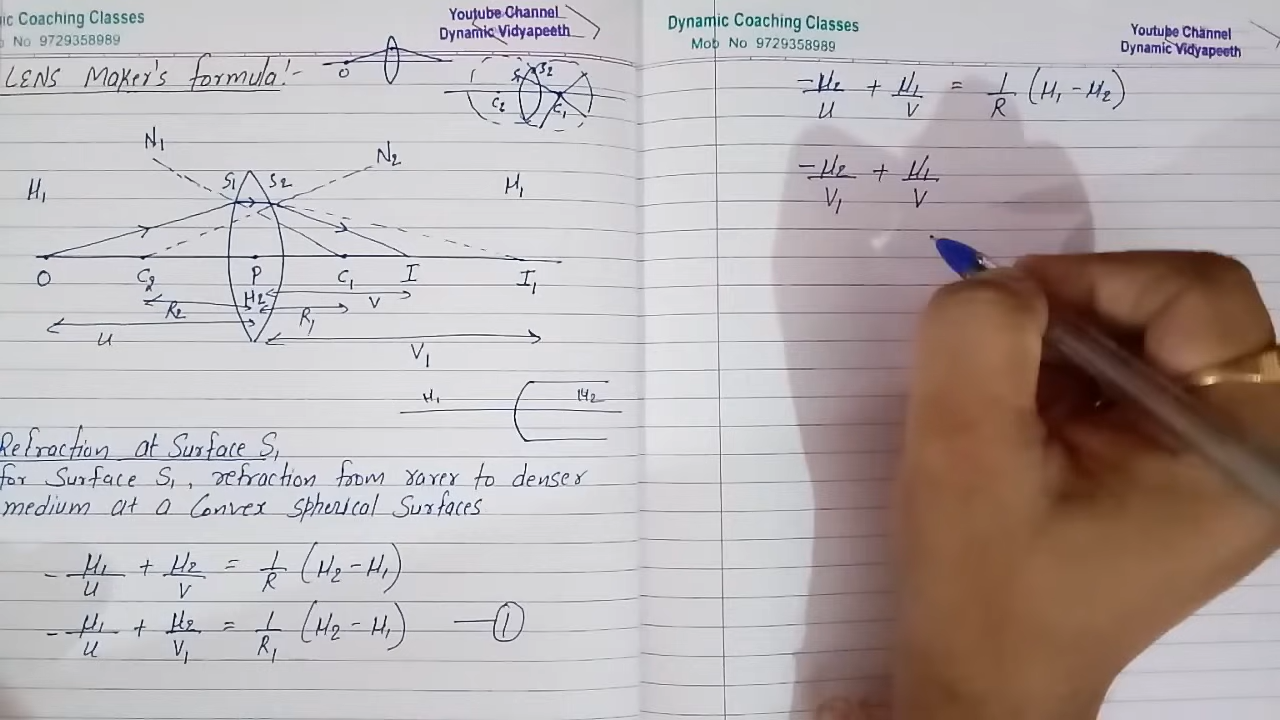 ic Coaching Classes
No 9729358989
Youtube Channel
Dynamic Vidyapeeth
LENS Maker's formula:-
O
S1 S2
C2 C1
N1
N2
S1 S2
μ1
μ1
O C2 P C1 I I1
μ2
R2 R1 V
u
V1
μ1 μ2
Refraction at Surface S1
for Surface S1, refraction from rarer to denser
medium at a Convex Spherical Surfaces
- μ1/u + μ2/v = 1/R (μ2 - μ1)
- μ1/u + μ2/V1 = 1/R1 (μ2 - μ1) — ①
Dynamic Coaching Classes
Mob No 9729358989
Youtube Channel
Dynamic Vidyapeeth
-μ2/u + μ1/v = 1/R (μ1 - μ2)
-μ2/V1 + μ1/V